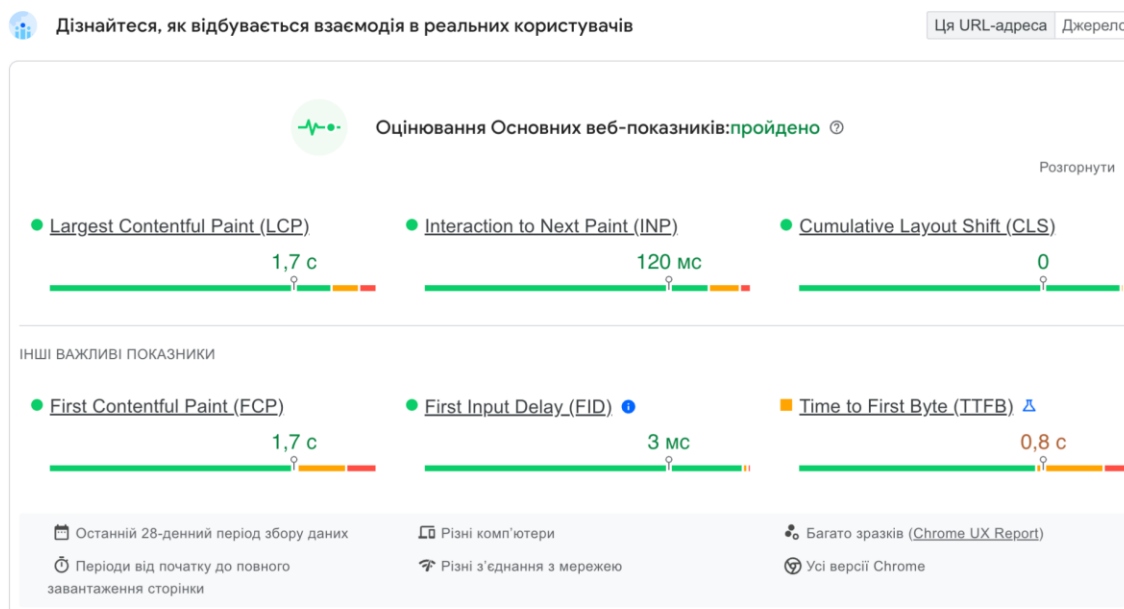 Дізнайтеся, як відбувається взаємодія в реальних користувачів
Ця URL-адреса Джерело
Оцінювання Основних веб-показників:пройдено
Розгорнути
Largest Contentful Paint (LCP) Interaction to Next Paint (INP) Cumulative Layout Shift (CLS)
1,7 с 120 мс 0
ІНШІ ВАЖЛИВІ ПОКАЗНИКИ
First Contentful Paint (FCP) First Input Delay (FID) Time to First Byte (TTFB)
1,7 с 3 мс 0,8 с
Останній 28-денний період збору даних Різні комп'ютери Багато зразків (Chrome UX Report)
Періоди від початку до повного Різні з'єднання з мережею Усі версії Chrome
завантаження сторінки